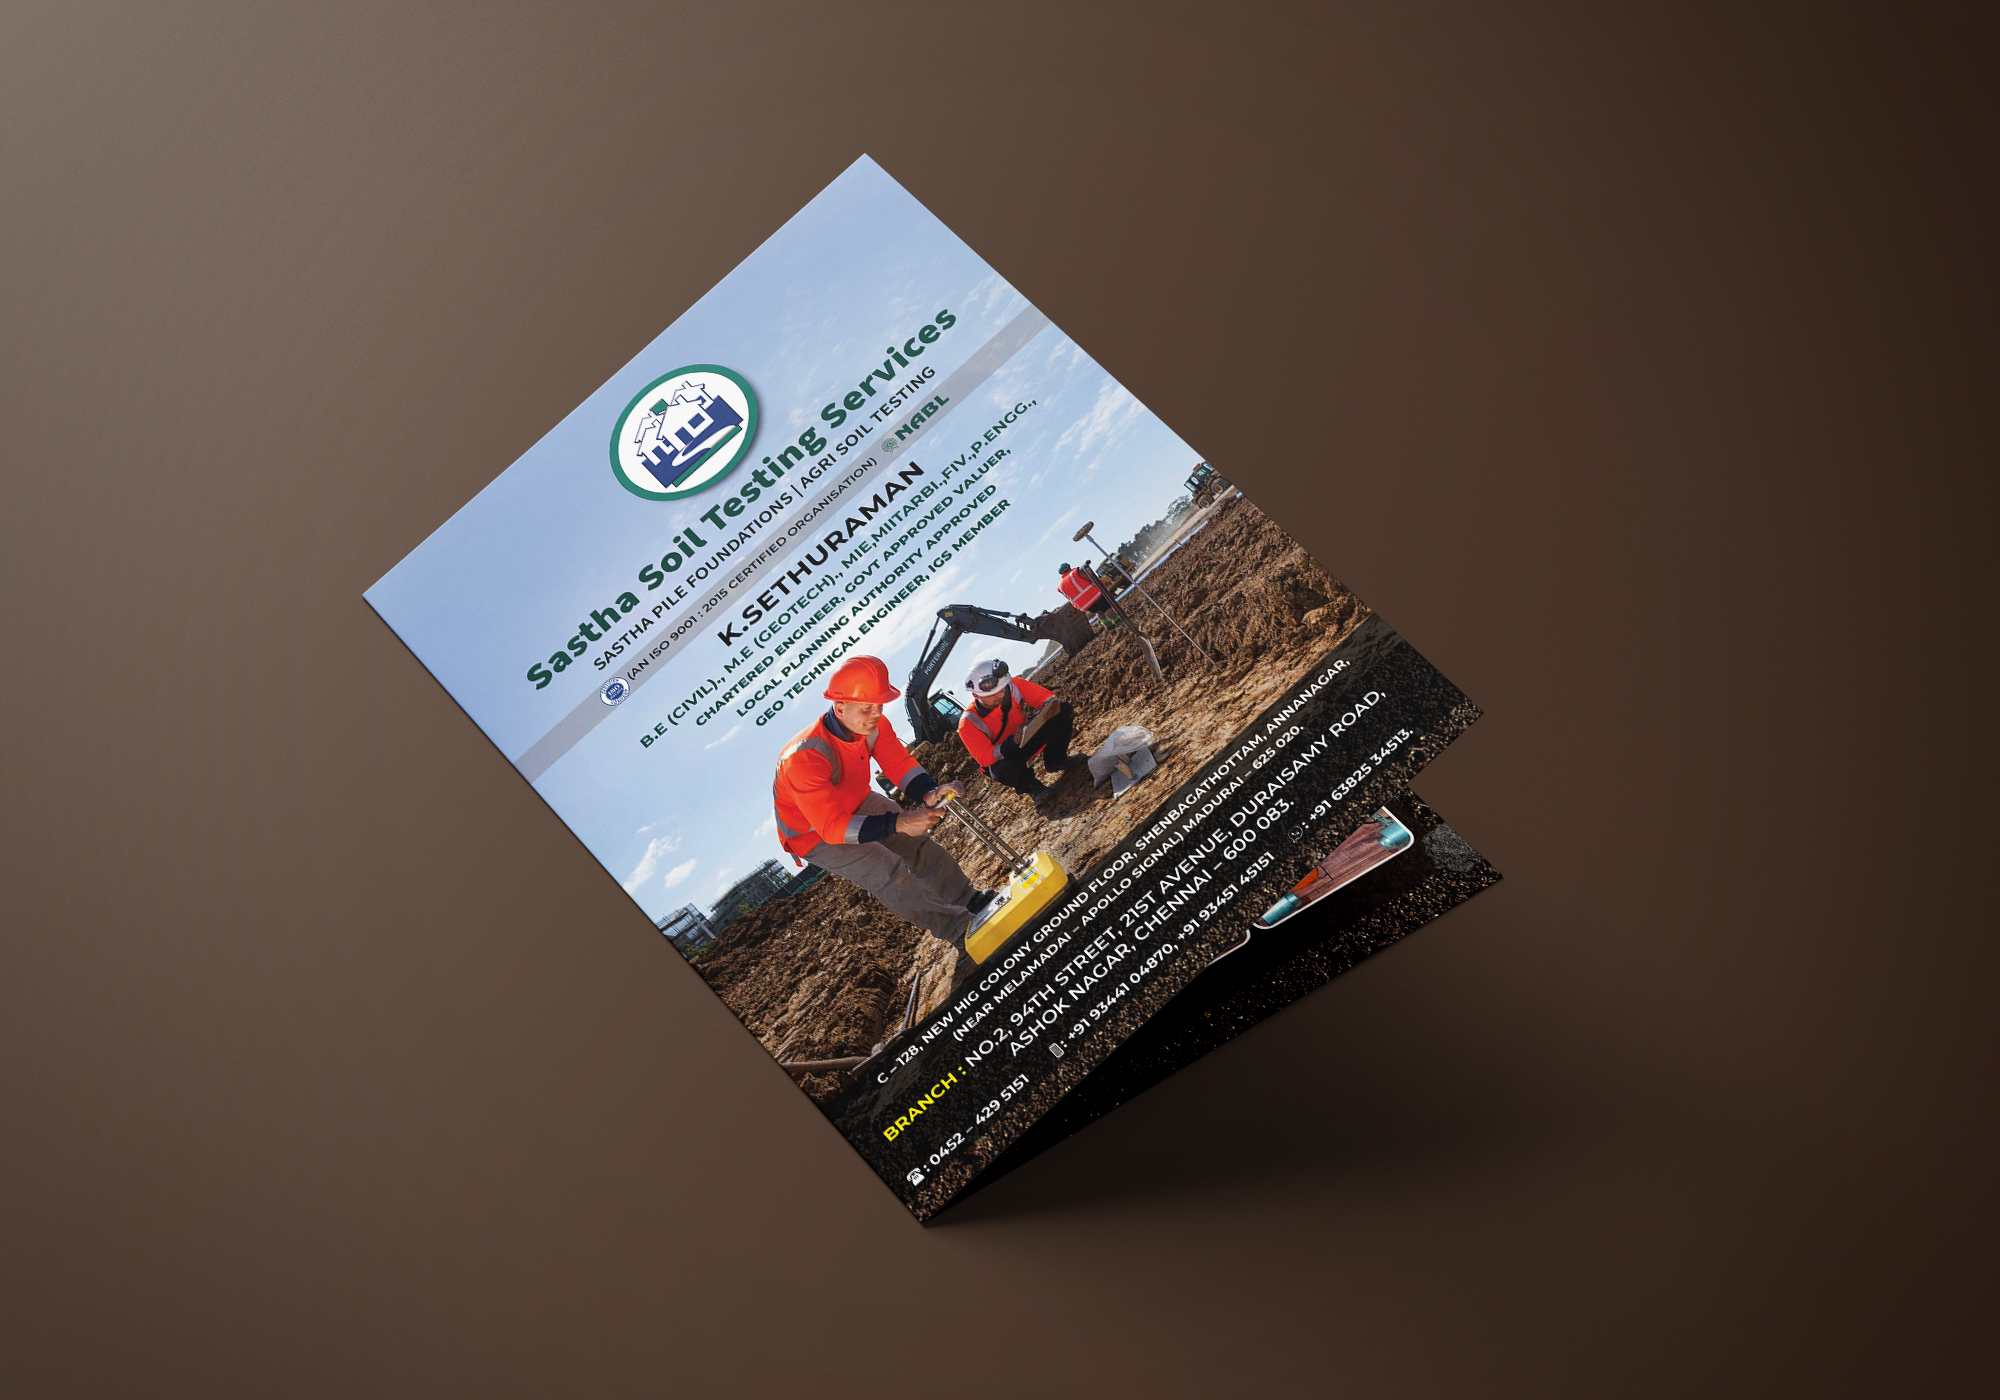 Sastha Soil Testing Services
SASTHA PILE FOUNDATIONS | AGRI SOIL TESTING
(AN ISO 9001 : 2015 CERTIFIED ORGANISATION) NABL
K.SETHURAMAN
B.E (CIVIL)., M.E (GEOTECH)., MIE,MIITARBI.,FIV.,P.ENGG.,
CHARTERED ENGINEER, GOVT APPROVED VALUER,
LOCAL PLANNING AUTHORITY APPROVED
GEO TECHNICAL ENGINEER, IGS MEMBER
C – 128, NEW HIG COLONY GROUND FLOOR, SHENBAGATHOTTAM, ANNANAGAR,
(NEAR MELAMADAI – APOLLO SIGNAL) MADURAI – 625 020.
BRANCH : NO.2, 94TH STREET, 21ST AVENUE, DURAISAMY ROAD,
ASHOK NAGAR, CHENNAI – 600 083.
☎ : 0452 – 429 5151 : +91 93441 04870, +91 93451 45151 : +91 63825 34513.